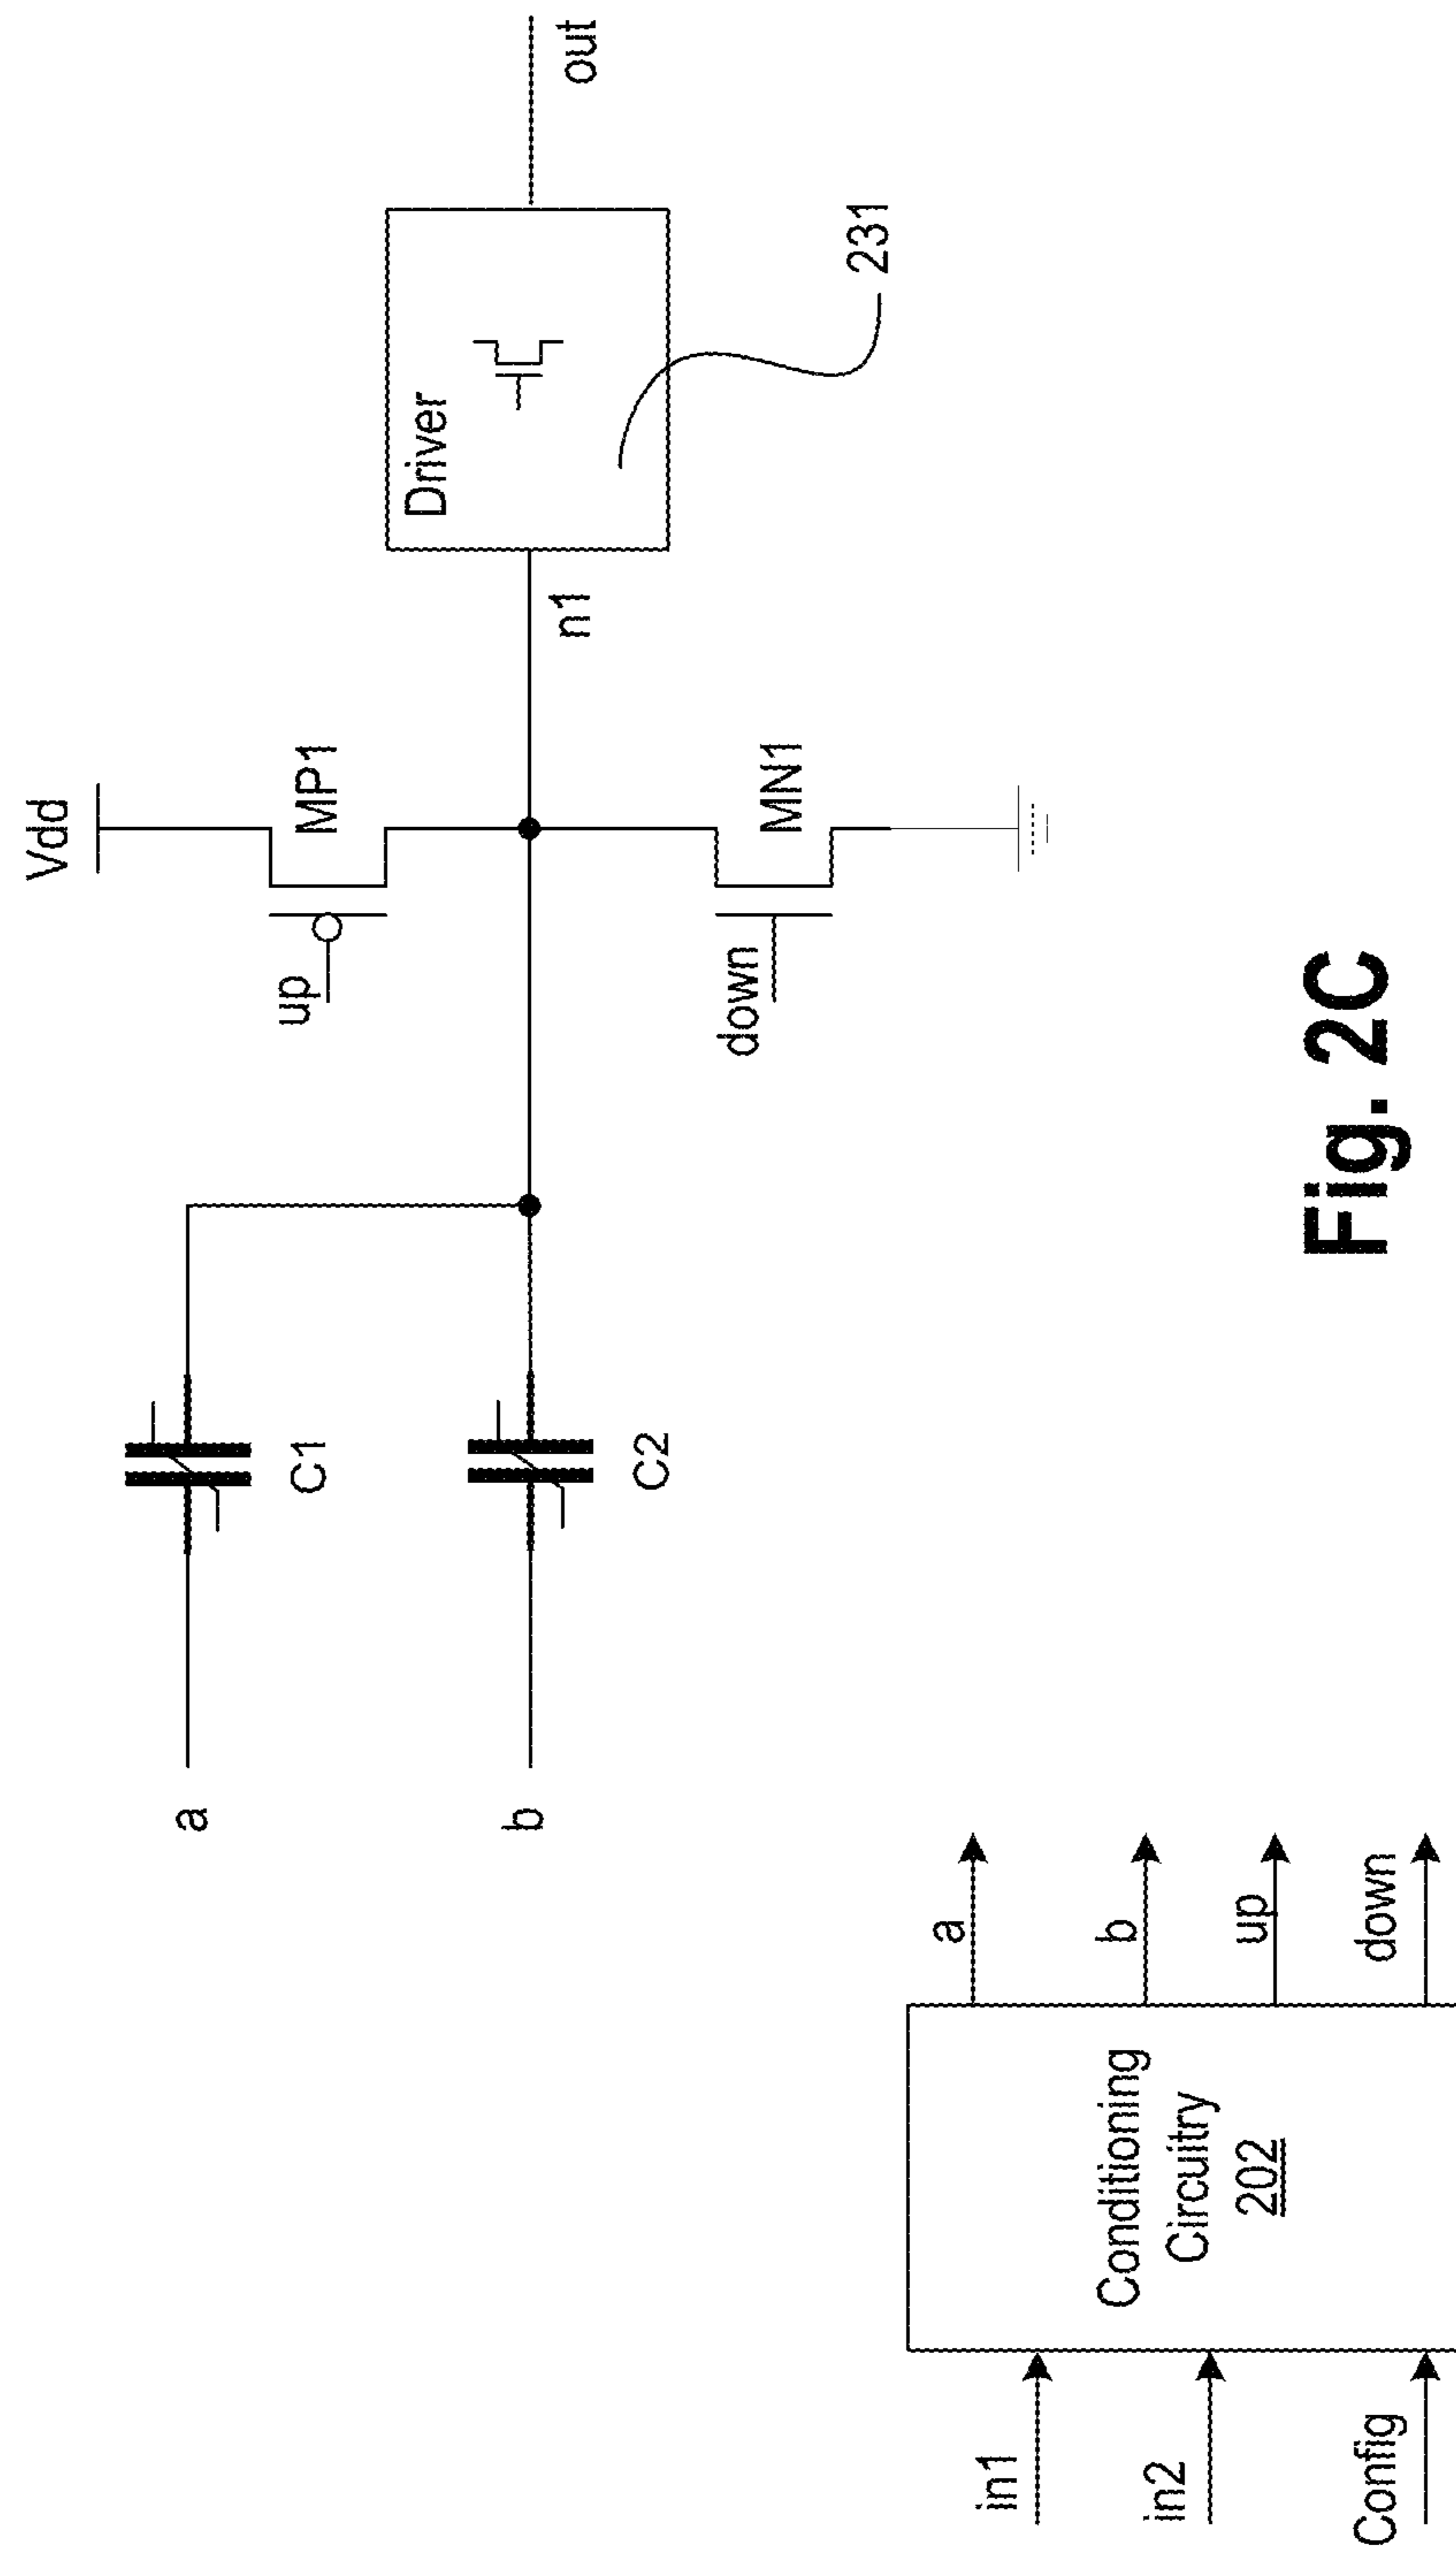 Vdd
MP1
up
Driver
out
a
C1
n1
b
C2
down
MN1
231
in1
a
in2
b
Conditioning
Circuitry
202
up
Config
down
Fig. 2C